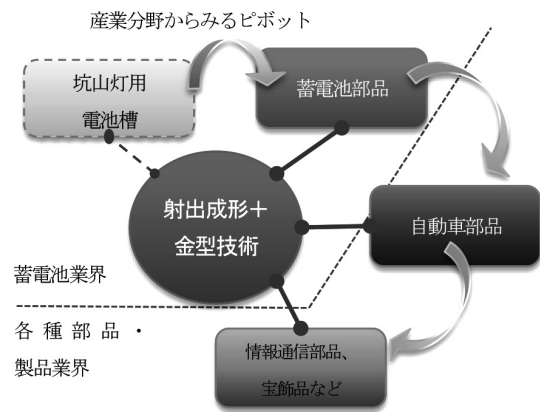 産業分野からみるピボット
坑山灯用
電池槽
蓄電池部品
射出成形＋
金型技術
自動車部品
蓄電池業界
各種部品・
製品業界
情報通信部品、
宝飾品など